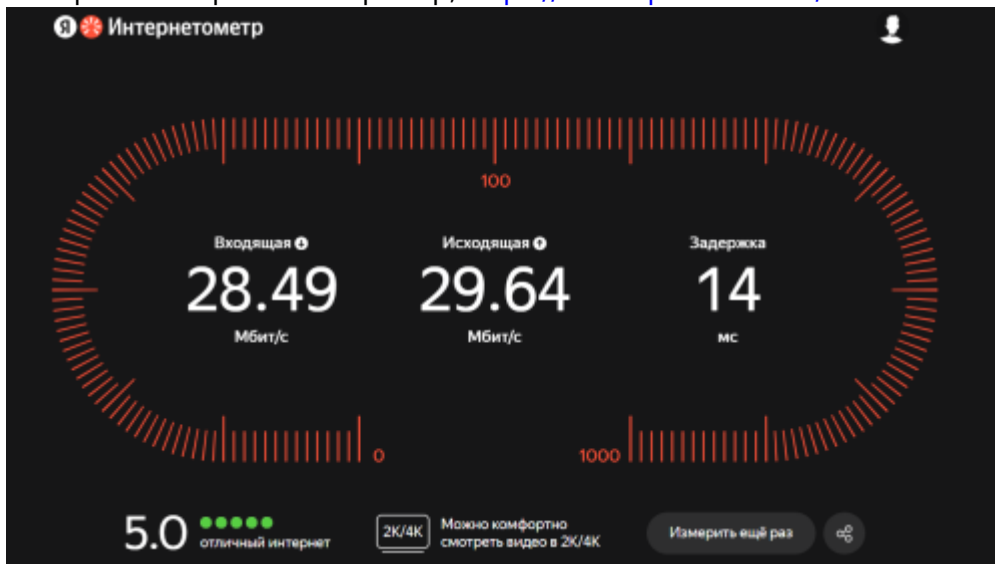 Я Интернетометр
100
Входящая Исходящая Задержка
28.49 29.64 14
Мбит/с Мбит/с мс
0 1000
5.0 отличный интернет
2K/4K
Можно комфортно
смотреть видео в 2K/4K
Измерить ещё раз